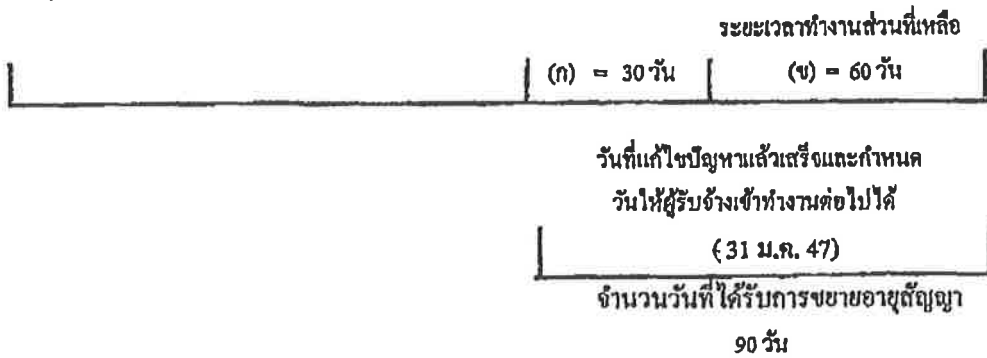 ระยะเวลาทำงานส่วนที่เหลือ
(ก) = 30 วัน (ข) = 60 วัน
วันที่แก้ไขปัญหาแล้วเสร็จและกำหนด
วันให้ผู้รับจ้างเข้าทำงานต่อไปได้
(31 ม.ค. 47)
จำนวนวันที่ได้รับการขยายอายุสัญญา
90 วัน